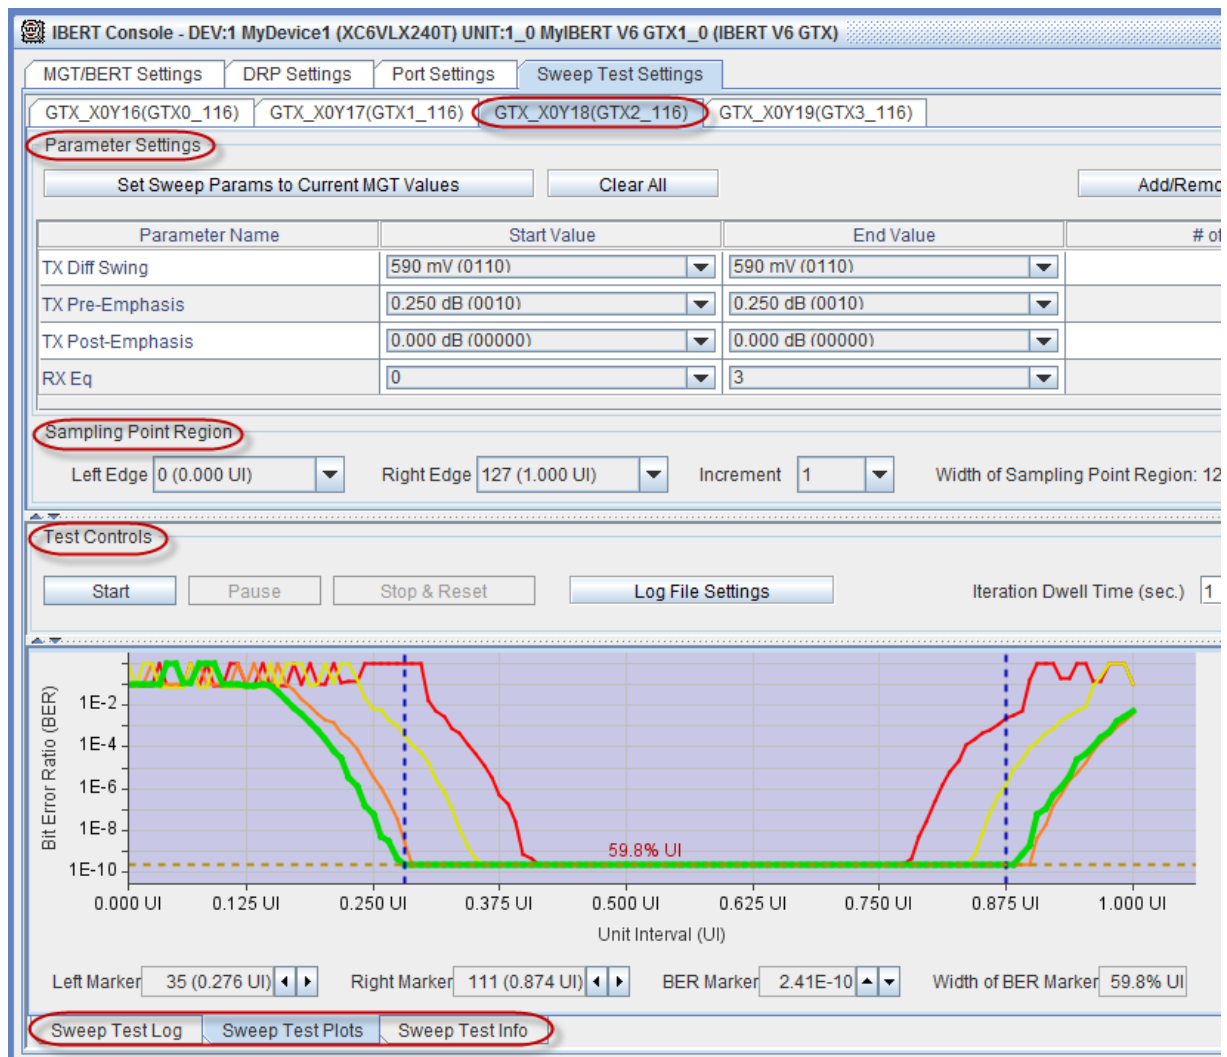 IBERT Console - DEV:1 MyDevice1 (XC6VLX240T) UNIT:1_0 MyIBERT V6 GTX1_0 (IBERT V6 GTX)
MGT/BERT Settings DRP Settings Port Settings Sweep Test Settings
GTX_X0Y16(GTX0_116) GTX_X0Y17(GTX1_116) GTX_X0Y18(GTX2_116) GTX_X0Y19(GTX3_116)
Parameter Settings
Set Sweep Params to Current MGT Values Clear All Add/Remo
Parameter Name Start Value End Value # of
TX Diff Swing 590 mV (0110) 590 mV (0110)
TX Pre-Emphasis 0.250 dB (0010) 0.250 dB (0010)
TX Post-Emphasis 0.000 dB (00000) 0.000 dB (00000)
RX Eq 0 3
Sampling Point Region
Left Edge 0 (0.000 UI) Right Edge 127 (1.000 UI) Increment 1 Width of Sampling Point Region: 12
Test Controls
Start Pause Stop & Reset Log File Settings Iteration Dwell Time (sec.) 1
Bit Error Ratio (BER)
1E-2
1E-4
1E-6
1E-8
1E-10
59.8% UI
0.000 UI 0.125 UI 0.250 UI 0.375 UI 0.500 UI 0.625 UI 0.750 UI 0.875 UI 1.000 UI
Unit Interval (UI)
Left Marker 35 (0.276 UI) Right Marker 111 (0.874 UI) BER Marker 2.41E-10 Width of BER Marker 59.8% UI
Sweep Test Log Sweep Test Plots Sweep Test Info